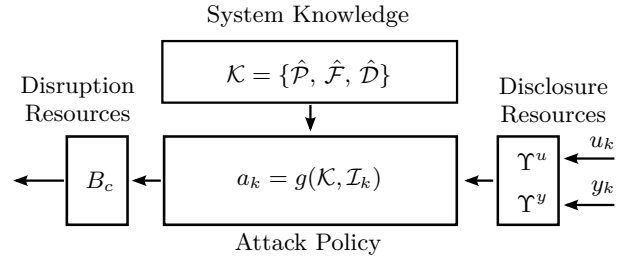 System Knowledge
𝒦 = {𝒫̂, ℱ̂, 𝒟̂}
Disruption
Resources
Disclosure
Resources
B_c
a_k = g(𝒦, ℐ_k)
Υ^u
Υ^y
u_k
y_k
Attack Policy